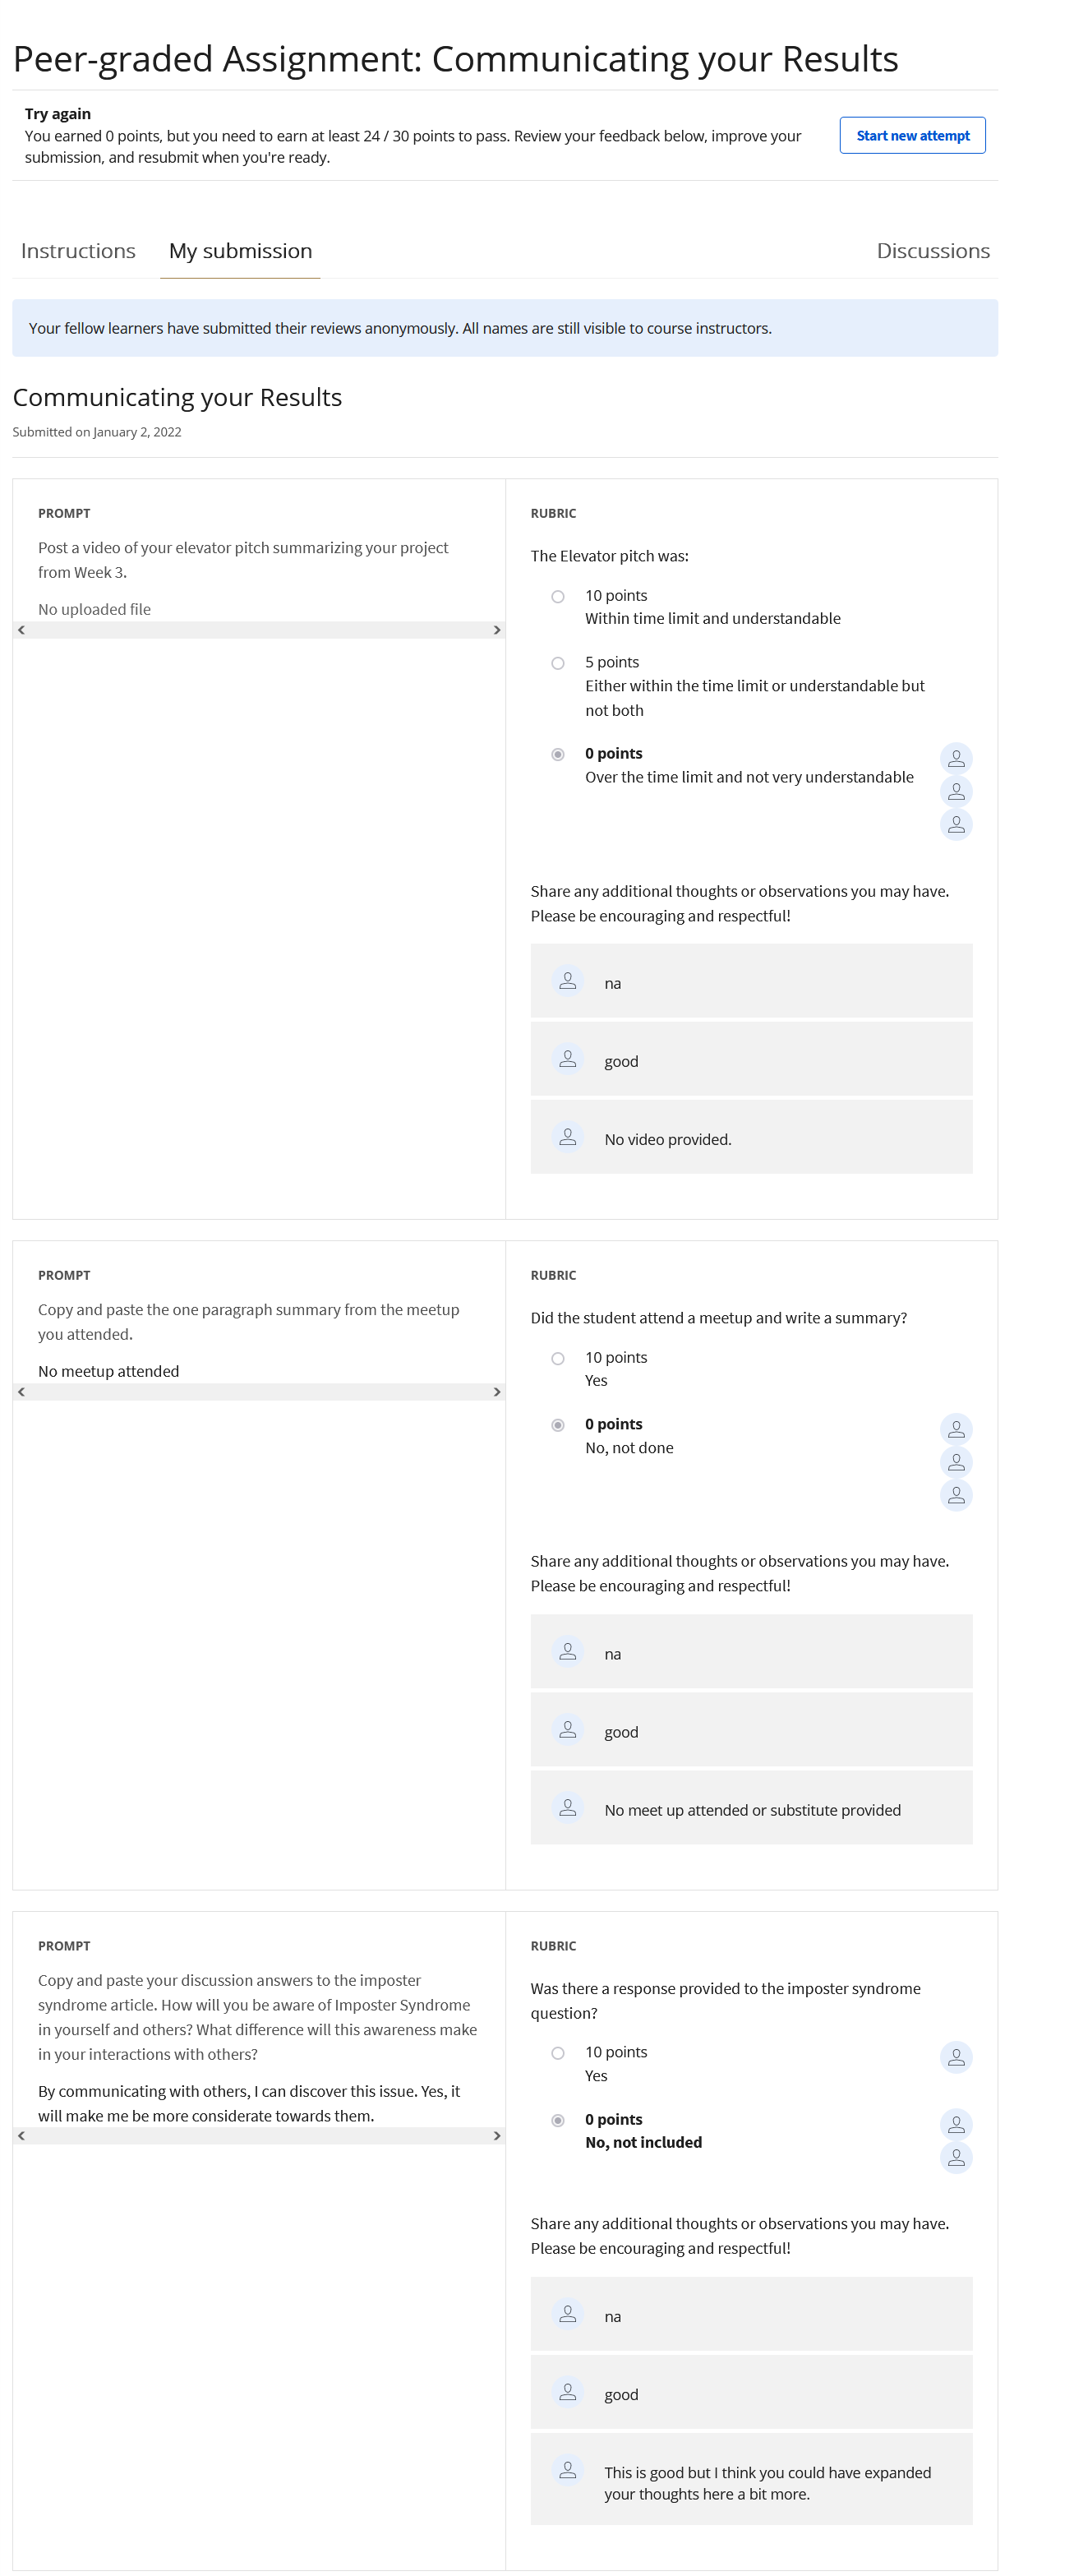 Peer-graded Assignment: Communicating your Results
Try again
You earned 0 points, but you need to earn at least 24 / 30 points to pass. Review your feedback below, improve your
submission, and resubmit when you're ready.
Start new attempt
Instructions
My submission
Discussions
Your fellow learners have submitted their reviews anonymously. All names are still visible to course instructors.
Communicating your Results
Submitted on January 2, 2022
PROMPT
Post a video of your elevator pitch summarizing your project
from Week 3.
No uploaded file
RUBRIC
The Elevator pitch was:
10 points
Within time limit and understandable
5 points
Either within the time limit or understandable but
not both
0 points
Over the time limit and not very understandable
Share any additional thoughts or observations you may have.
Please be encouraging and respectful!
na
good
No video provided.
PROMPT
Copy and paste the one paragraph summary from the meetup
you attended.
No meetup attended
RUBRIC
Did the student attend a meetup and write a summary?
10 points
Yes
0 points
No, not done
Share any additional thoughts or observations you may have.
Please be encouraging and respectful!
na
good
No meet up attended or substitute provided
PROMPT
Copy and paste your discussion answers to the imposter
syndrome article. How will you be aware of Imposter Syndrome
in yourself and others? What difference will this awareness make
in your interactions with others?
By communicating with others, I can discover this issue. Yes, it
will make me be more considerate towards them.
RUBRIC
Was there a response provided to the imposter syndrome
question?
10 points
Yes
0 points
No, not included
Share any additional thoughts or observations you may have.
Please be encouraging and respectful!
na
good
This is good but I think you could have expanded
your thoughts here a bit more.